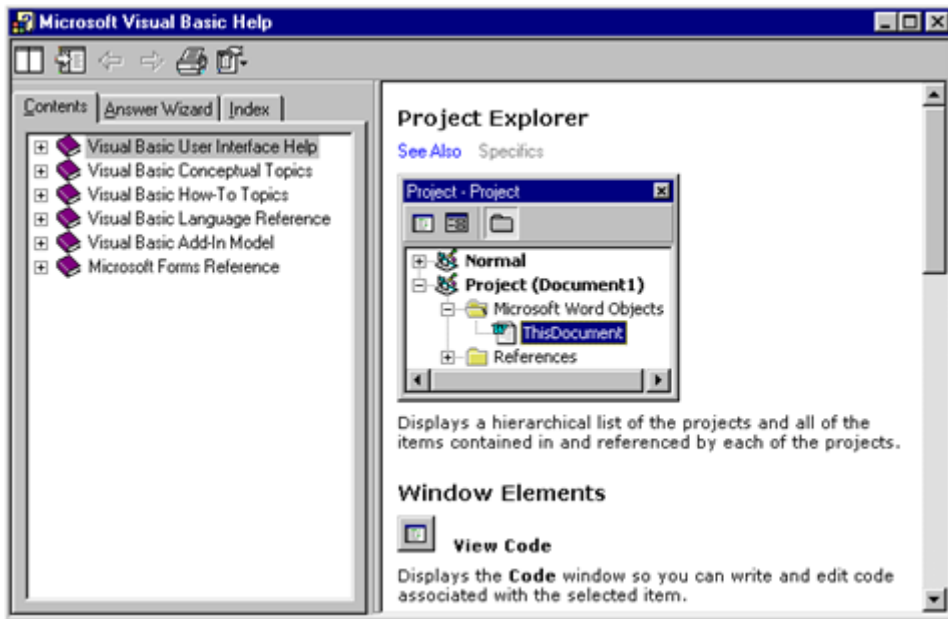 Microsoft Visual Basic Help
Contents Answer Wizard Index
Visual Basic User Interface Help
Visual Basic Conceptual Topics
Visual Basic How-To Topics
Visual Basic Language Reference
Visual Basic Add-In Model
Microsoft Forms Reference
Project Explorer
See Also Specifics
Project - Project
Normal
Project (Document1)
Microsoft Word Objects
ThisDocument
References
Displays a hierarchical list of the projects and all of the
items contained in and referenced by each of the projects.
Window Elements
View Code
Displays the Code window so you can write and edit code
associated with the selected item.